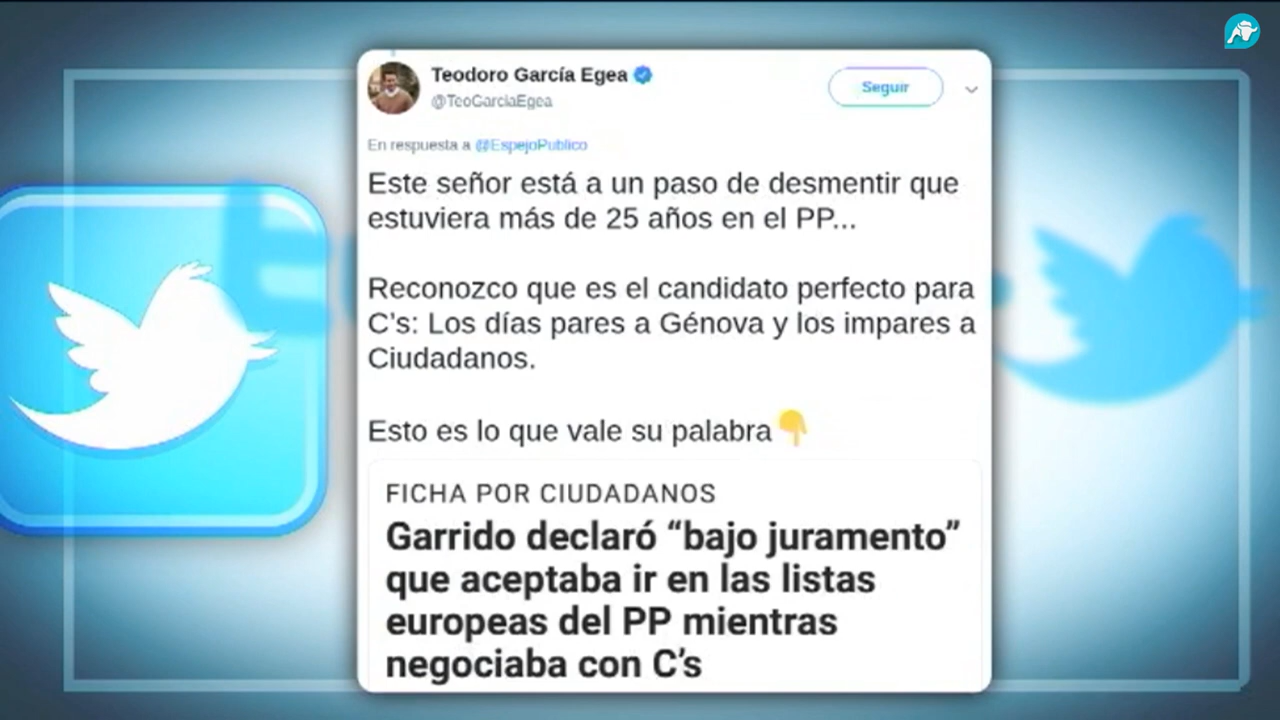 Teodoro García Egea
@TeoGarciaEgea
Seguir
En respuesta a @EspejoPublico
Este señor está a un paso de desmentir que
estuviera más de 25 años en el PP...
Reconozco que es el candidato perfecto para
C's: Los días pares a Génova y los impares a
Ciudadanos.
Esto es lo que vale su palabra👇
FICHA POR CIUDADANOS
Garrido declaró “bajo juramento”
que aceptaba ir en las listas
europeas del PP mientras
negociaba con C’s